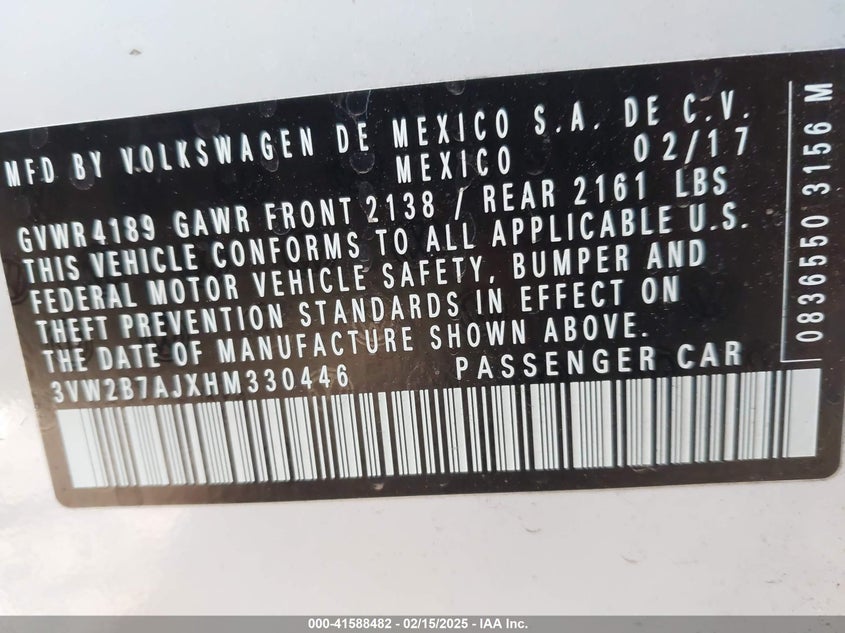 MFD BY VOLKSWAGEN DE MEXICO S.A. DE C.V.
MEXICO 02/17
GVWR4189 GAWR FRONT 2138 / REAR 2161 LBS
THIS VEHICLE CONFORMS TO ALL APPLICABLE U.S.
FEDERAL MOTOR VEHICLE SAFETY, BUMPER AND
THEFT PREVENTION STANDARDS IN EFFECT ON
THE DATE OF MANUFACTURE SHOWN ABOVE.
3VW2B7AJXHM330446 PASSENGER CAR
0836550 3156 M
000-41588482 - 02/15/2025 - IAA Inc.